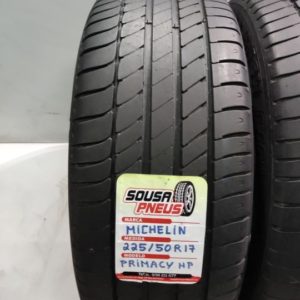 SOUSA
PNEUS
MARCA
MICHELIN
MEDIDA
225/50R17
MODELO
PRIMACY HP